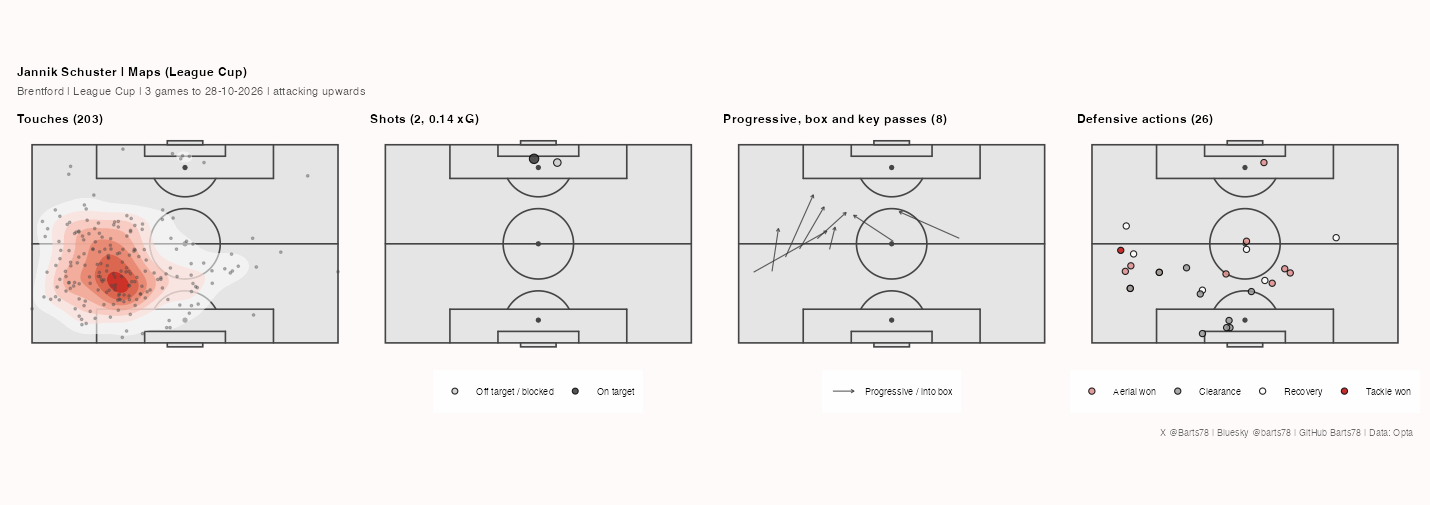 Jannik Schuster | Maps (League Cup)
Brentford | League Cup | 3 games to 28-10-2026 | attacking upwards
Touches (203)
Shots (2, 0.14 xG)
Progressive, box and key passes (8)
Defensive actions (26)
Off target / blocked
On target
Progressive / into box
Aerial won
Clearance
Recovery
Tackle won
X @Barts78 | Bluesky @barts78 | GitHub Barts78 | Data: Opta